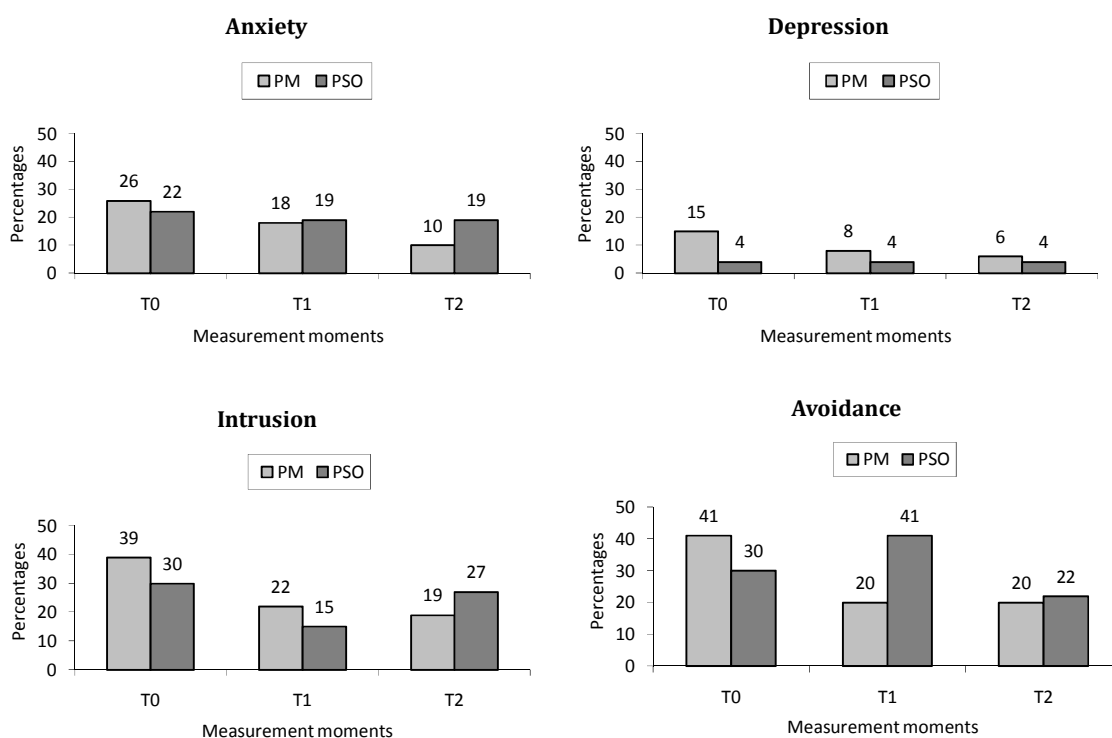 Anxiety
PM PSO
Percentages
50
40
30
20
10
0
26 22 18 19 10 19
T0 T1 T2
Measurement moments
Depression
PM PSO
Percentages
50
40
30
20
10
0
15 4 8 4 6 4
T0 T1 T2
Measurement moments
Intrusion
PM PSO
Percentages
50
40
30
20
10
0
39 30 22 15 19 27
T0 T1 T2
Measurement moments
Avoidance
PM PSO
Percentages
50
40
30
20
10
0
41 30 20 41 20 22
T0 T1 T2
Measurement moments